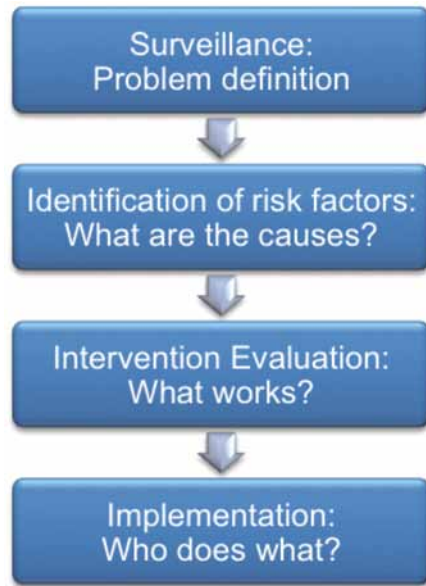 Surveillance:
Problem definition
Identification of risk factors:
What are the causes?
Intervention Evaluation:
What works?
Implementation:
Who does what?